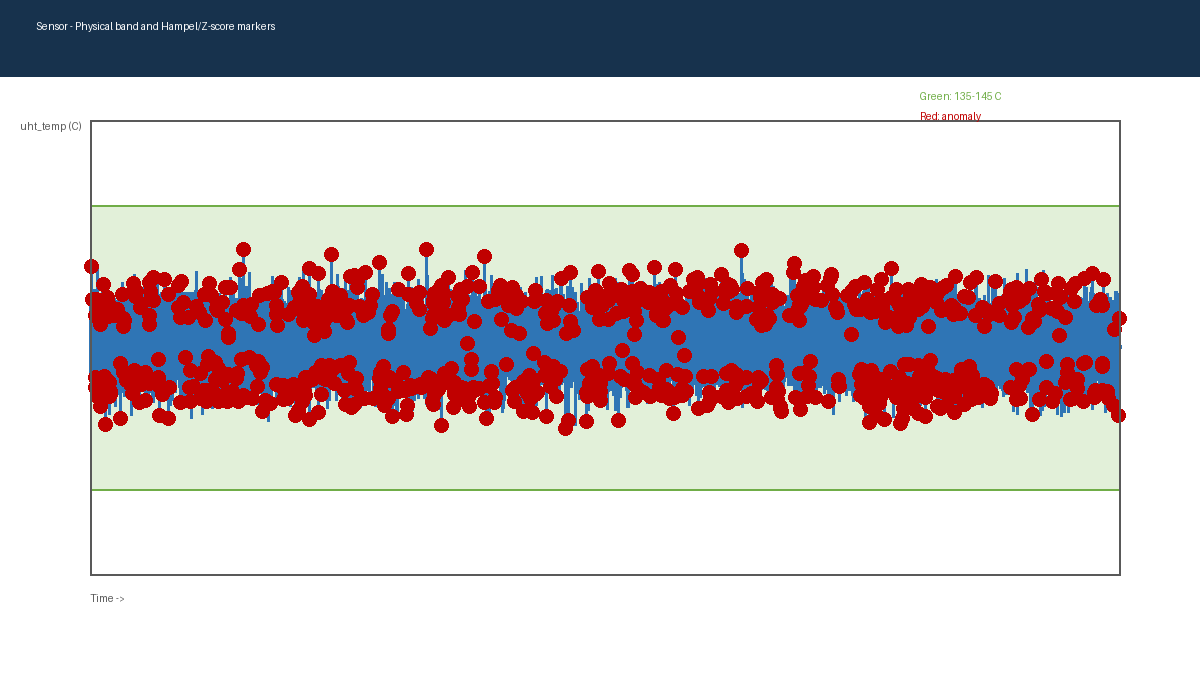 Sensor - Physical band and Hampel/Z-score markers
Green: 135-145 C
Red: anomaly
uht_temp (C)
Time ->